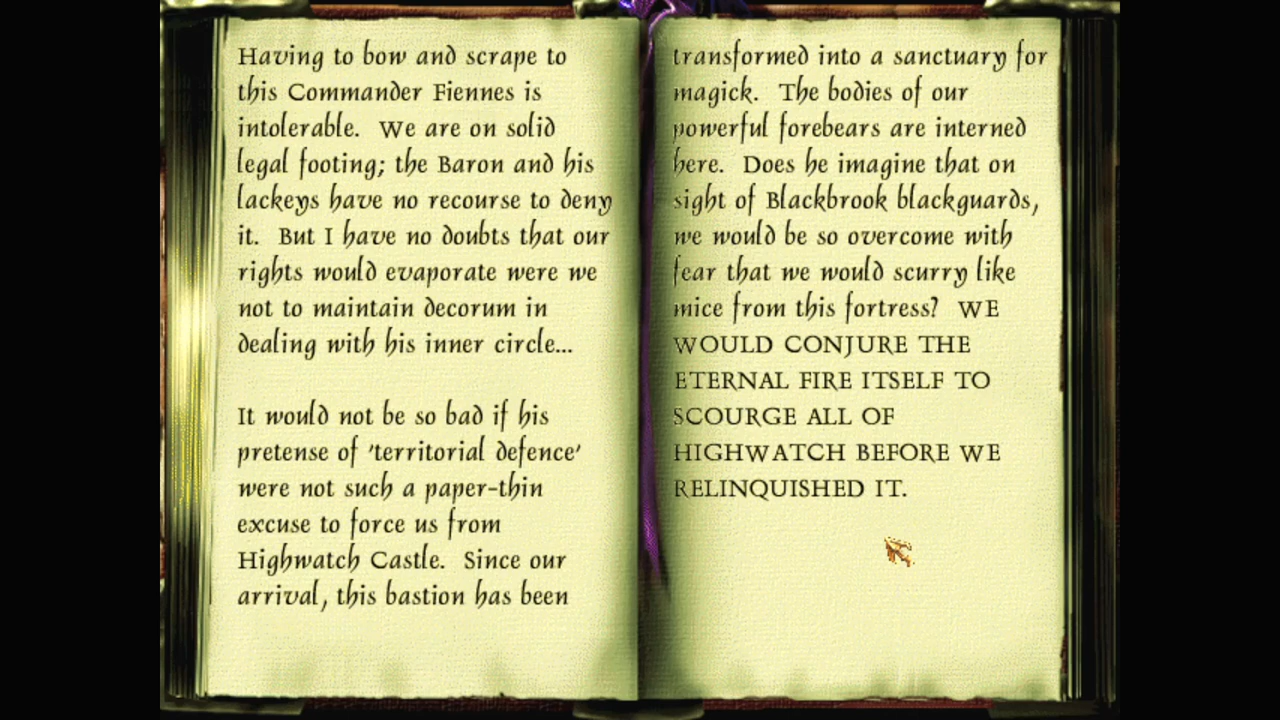 Having to bow and scrape to
this Commander Fiennes is
intolerable.  We are on solid
legal footing; the Baron and his
lackeys have no recourse to deny
it.  But I have no doubts that our
rights would evaporate were we
not to maintain decorum in
dealing with his inner circle...
It would not be so bad if his
pretense of 'territorial defence'
were not such a paper-thin
excuse to force us from
Highwatch Castle.  Since our
arrival, this bastion has been
transformed into a sanctuary for
magick.  The bodies of our
powerful forebears are interned
here.  Does he imagine that on
sight of Blackbrook blackguards,
we would be so overcome with
fear that we would scurry like
mice from this fortress?  WE
WOULD CONJURE THE
ETERNAL FIRE ITSELF TO
SCOURGE ALL OF
HIGHWATCH BEFORE WE
RELINQUISHED IT.